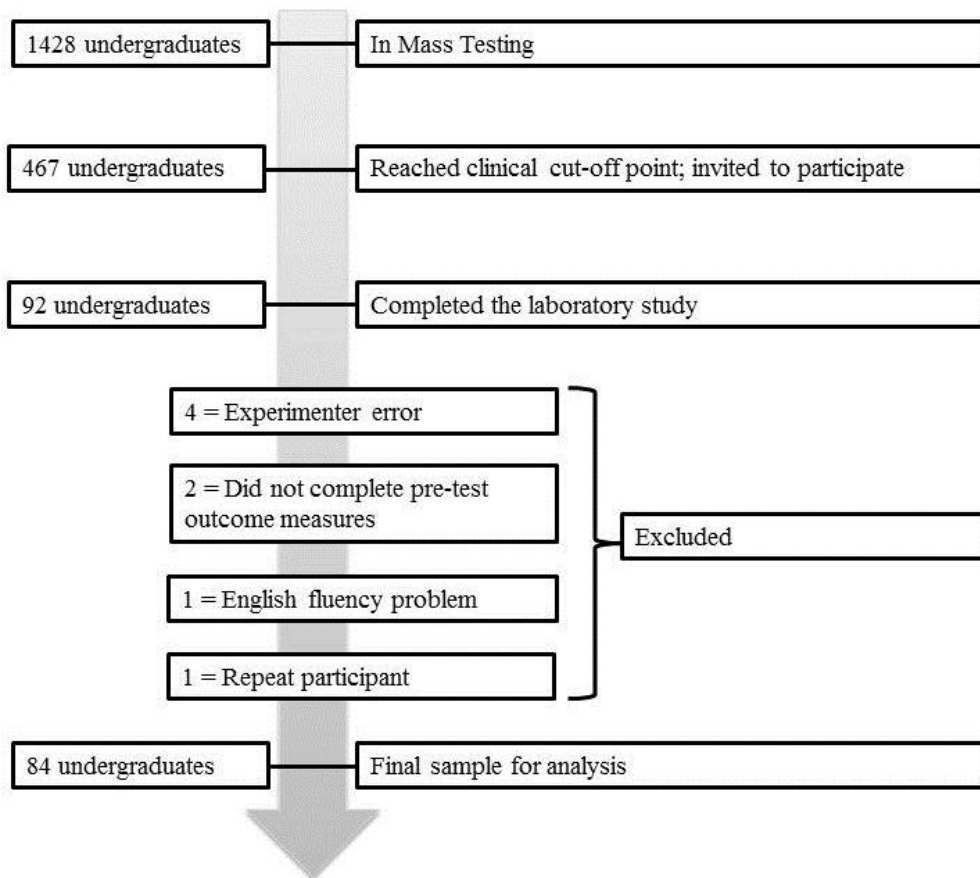 1428 undergraduates
In Mass Testing
467 undergraduates
Reached clinical cut-off point; invited to participate
92 undergraduates
Completed the laboratory study
4 = Experimenter error
2 = Did not complete pre-test
outcome measures
Excluded
1 = English fluency problem
1 = Repeat participant
84 undergraduates
Final sample for analysis